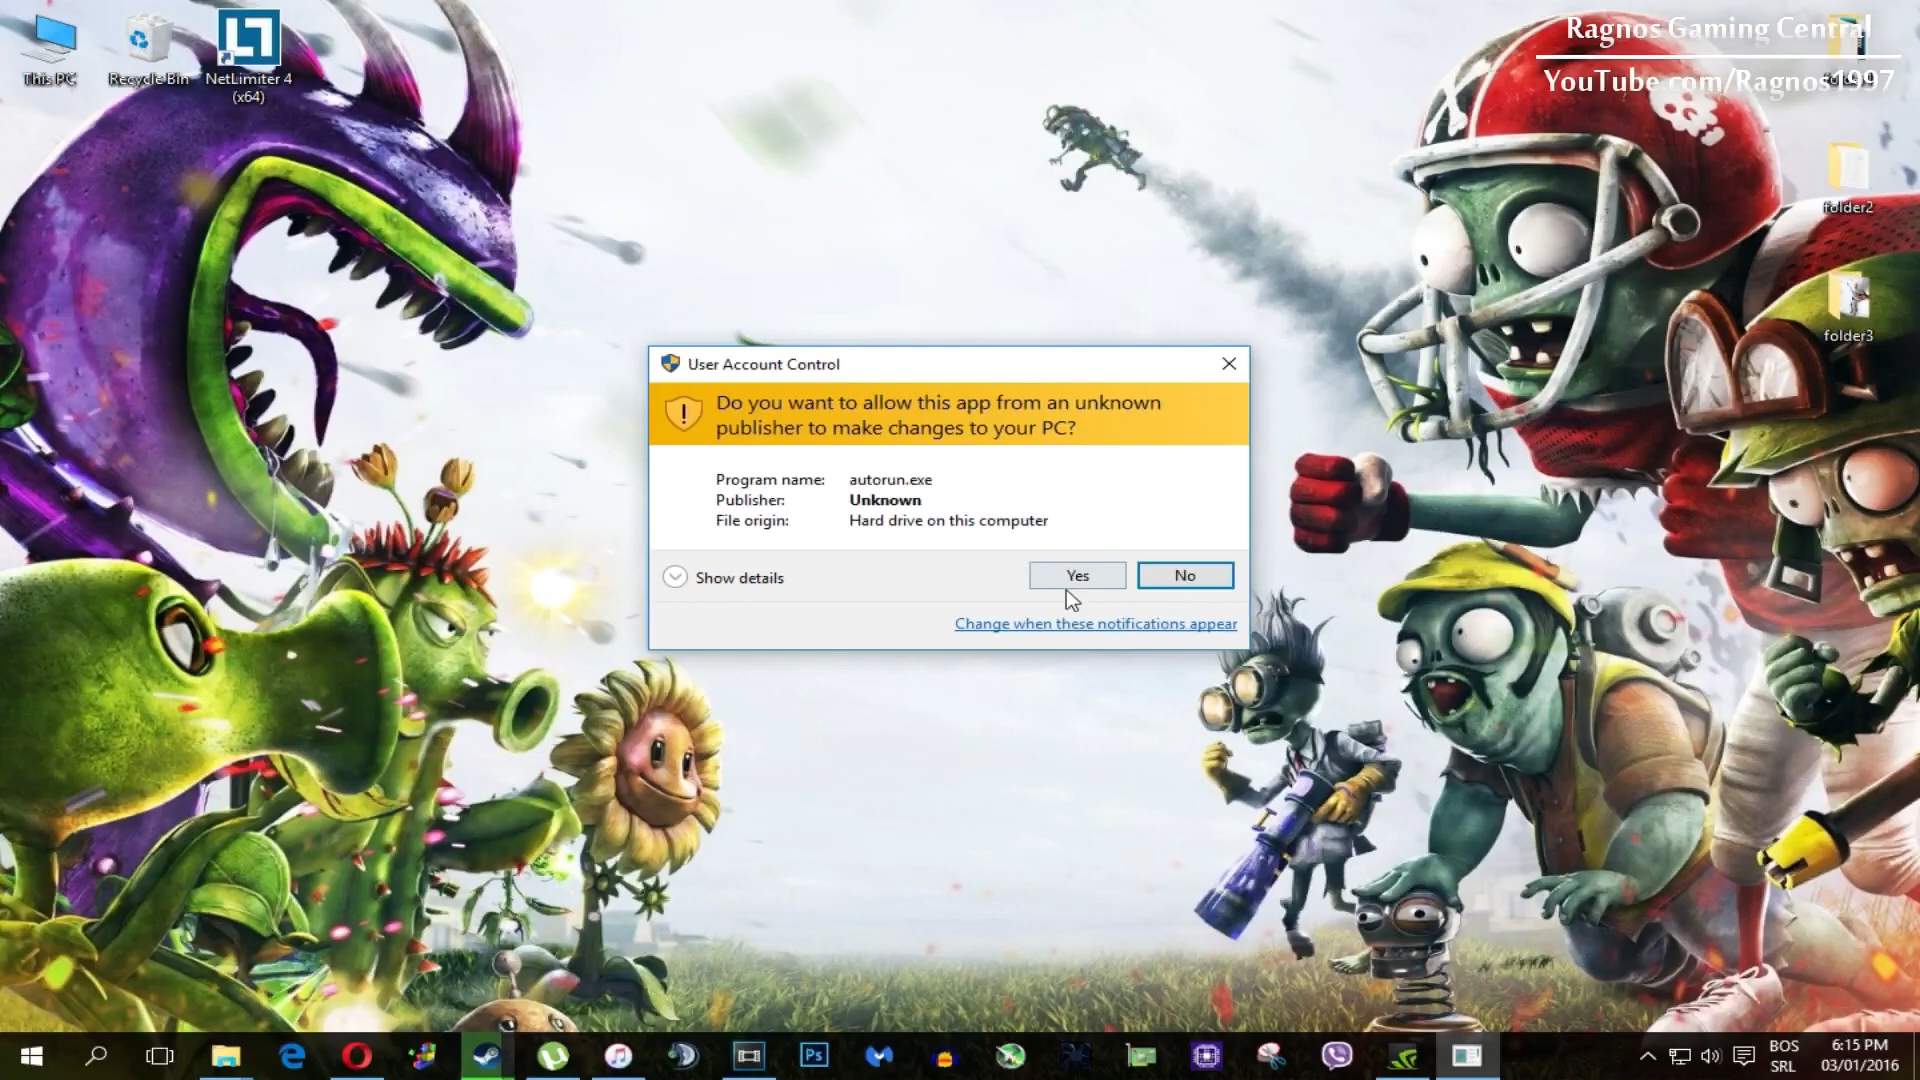 This PC
Recycle Bin
NetLimiter 4
(x64)
Ragnos Gaming Central
YouTube.com/Ragnos1997
folder2
folder3
User Account Control
Do you want to allow this app from an unknown
publisher to make changes to your PC?
Program name: autorun.exe
Publisher: Unknown
File origin: Hard drive on this computer
Show details
Yes
No
Change when these notifications appear
Ps
BOS
SRL
6:15 PM
03/01/2016